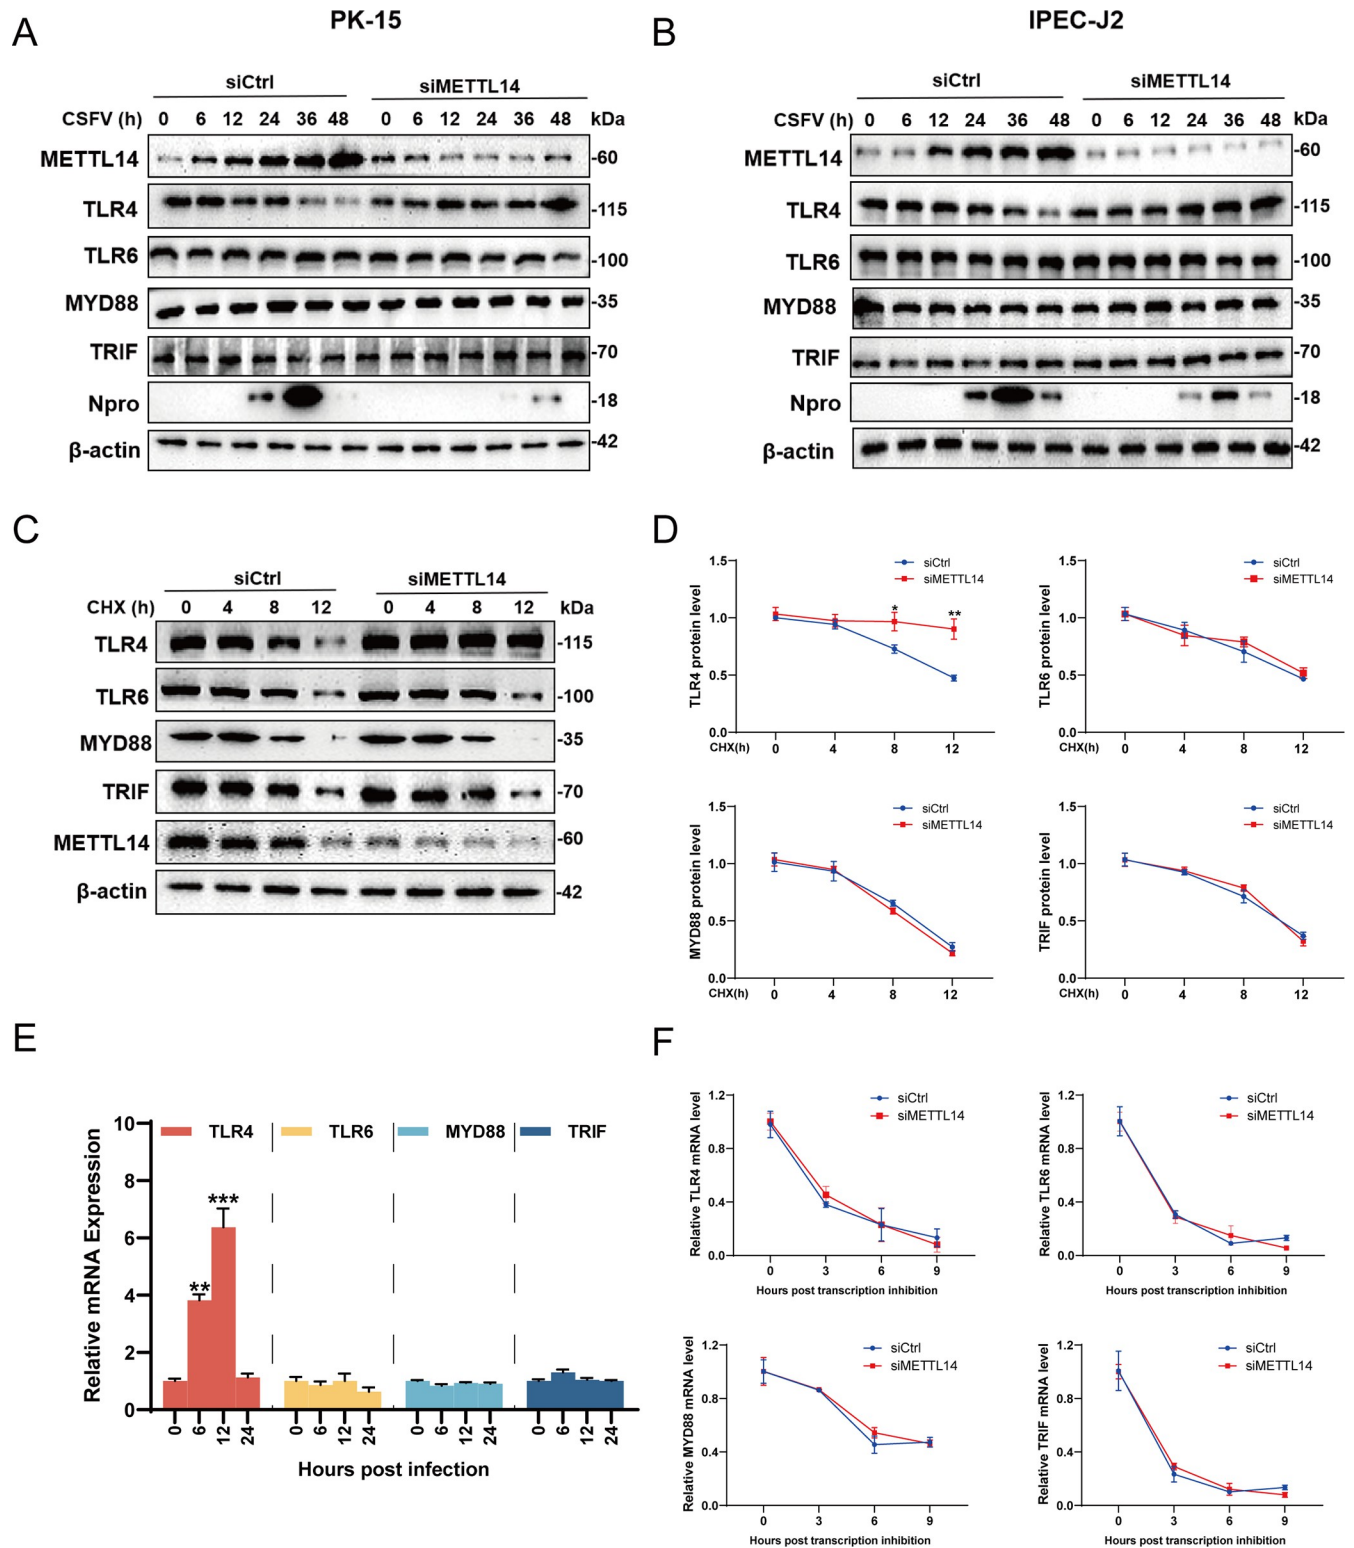 A
PK-15
siCtrl
siMETTL14
CSFV (h) 0 6 12 24 36 48 0 6 12 24 36 48 kDa
METTL14 -60
TLR4 -115
TLR6 -100
MYD88 -35
TRIF -70
Npro -18
β-actin -42
B
IPEC-J2
siCtrl
siMETTL14
CSFV (h) 0 6 12 24 36 48 0 6 12 24 36 48 kDa
METTL14 -60
TLR4 -115
TLR6 -100
MYD88 -35
TRIF -70
Npro -18
β-actin -42
C
siCtrl
siMETTL14
CHX (h) 0 4 8 12 0 4 8 12 kDa
TLR4 -115
TLR6 -100
MYD88 -35
TRIF -70
METTL14 -60
β-actin -42
D
TLR4 protein level
1.5
1.0
0.5
0.0
siCtrl
siMETTL14
*
**
CHX(h) 0 4 8 12
TLR6 protein level
1.5
1.0
0.5
0.0
siCtrl
siMETTL14
CHX(h) 0 4 8 12
MYD88 protein level
1.5
1.0
0.5
0.0
siCtrl
siMETTL14
CHX(h) 0 4 8 12
TRIF protein level
1.5
1.0
0.5
0.0
siCtrl
siMETTL14
CHX(h) 0 4 8 12
E
Relative mRNA Expression
10
8
6
4
2
0
TLR4 TLR6 MYD88 TRIF
**
***
0 6 12 24 0 6 12 24 0 6 12 24 0 6 12 24
Hours post infection
F
Relative TLR4 mRNA level
1.2
0.8
0.4
0.0
siCtrl
siMETTL14
0 3 6 9
Hours post transcription inhibition
Relative TLR6 mRNA level
1.2
0.8
0.4
0.0
siCtrl
siMETTL14
0 3 6 9
Hours post transcription inhibition
Relative MYD88 mRNA level
1.2
0.8
0.4
0.0
siCtrl
siMETTL14
0 3 6 9
Hours post transcription inhibition
Relative TRIF mRNA level
1.2
0.8
0.4
0.0
siCtrl
siMETTL14
0 3 6 9
Hours post transcription inhibition